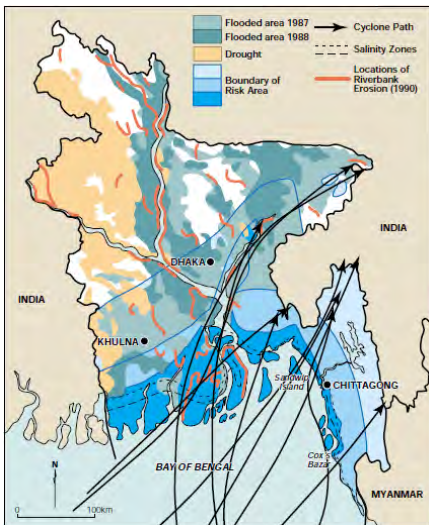 Flooded area 1987
Flooded area 1988
Drought
Boundary of
Risk Area
Cyclone Path
Salinity Zones
Locations of
Riverbank
Erosion (1990)
INDIA
DHAKA
INDIA
KHULNA
Sandwip
Island
CHITTAGONG
BAY OF BENGAL
Cox's
Bazar
N
MYANMAR
0
100km